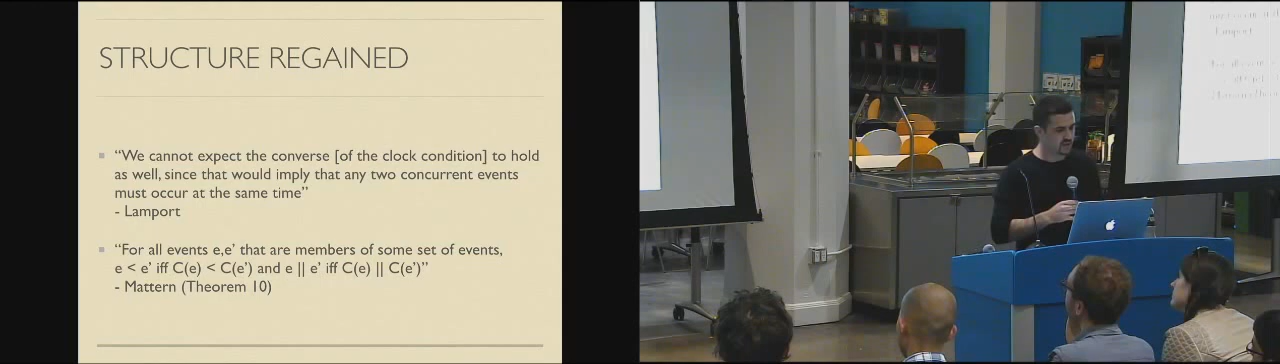 STRUCTURE REGAINED
“We cannot expect the converse [of the clock condition] to hold
as well, since that would imply that any two concurrent events
must occur at the same time”
- Lamport
“For all events e,e’ that are members of some set of events,
e < e’ iff C(e) < C(e’) and e || e’ iff C(e) || C(e’)”
- Mattern (Theorem 10)
Lamport